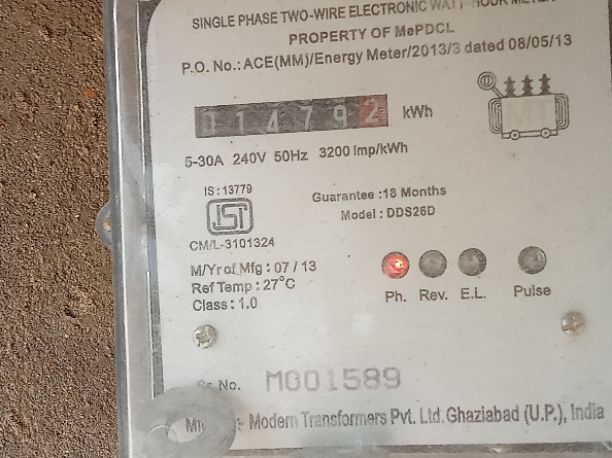 SINGLE PHASE TWO-WIRE ELECTRONIC WATT-HOUR METER
PROPERTY OF MePDCL
P.O. No.: ACE(MM)/Energy Meter/2013/3 dated 08/05/13
014792 kWh
MT
5-30A 240V 50Hz 3200 imp/kWh
IS : 13779
ISI
CM/L-3101324
Guarantee :18 Months
Model : DDS26D
M/Yr of Mfg : 07 / 13
Ref Temp : 27°C
Class : 1.0
Ph. Rev. E.L. Pulse
Sr. No. M001589
:- Modern Transformers Pvt. Ltd. Ghaziabad (U.P.), India